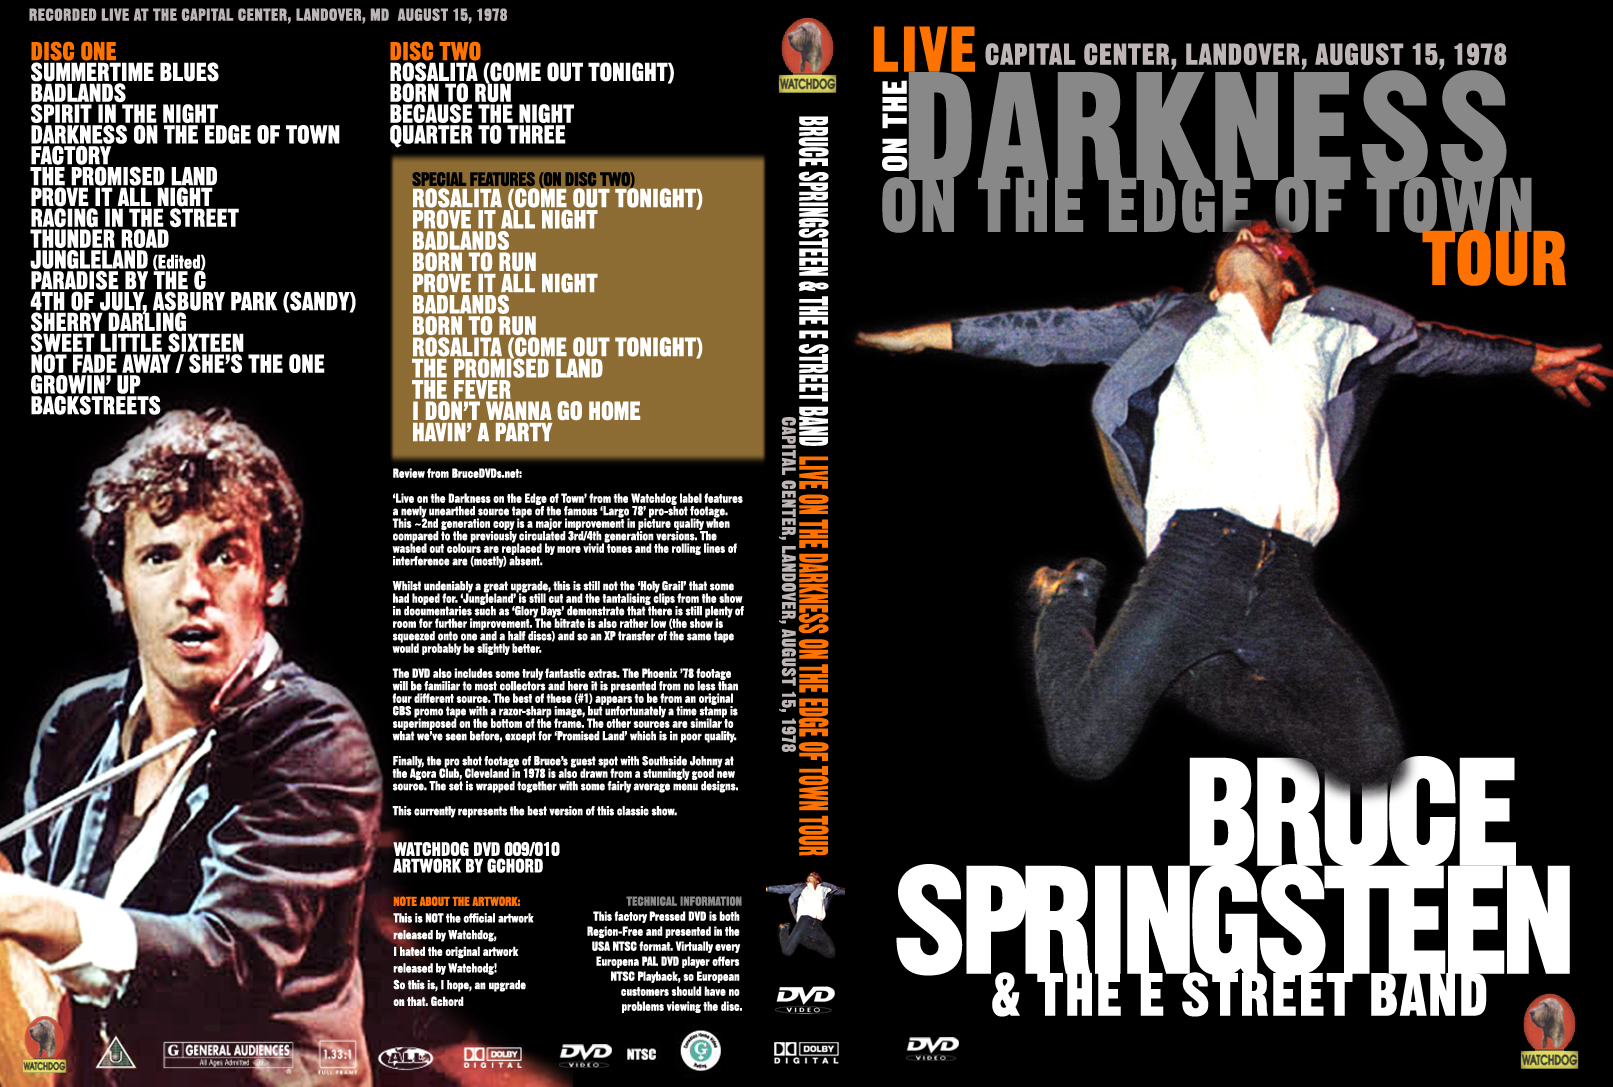 RECORDED LIVE AT THE CAPITAL CENTER, LANDOVER, MD  AUGUST 15, 1978
DISC ONE
SUMMERTIME BLUES
BADLANDS
SPIRIT IN THE NIGHT
DARKNESS ON THE EDGE OF TOWN
FACTORY
THE PROMISED LAND
PROVE IT ALL NIGHT
RACING IN THE STREET
THUNDER ROAD
JUNGLELAND (Edited)
PARADISE BY THE C
4TH OF JULY, ASBURY PARK (SANDY)
SHERRY DARLING
SWEET LITTLE SIXTEEN
NOT FADE AWAY / SHE'S THE ONE
GROWIN' UP
BACKSTREETS
DISC TWO
ROSALITA (COME OUT TONIGHT)
BORN TO RUN
BECAUSE THE NIGHT
QUARTER TO THREE
SPECIAL FEATURES (ON DISC TWO)
ROSALITA (COME OUT TONIGHT)
PROVE IT ALL NIGHT
BADLANDS
BORN TO RUN
PROVE IT ALL NIGHT
BADLANDS
BORN TO RUN
ROSALITA (COME OUT TONIGHT)
THE PROMISED LAND
THE FEVER
I DON'T WANNA GO HOME
HAVIN' A PARTY
Review from BruceDVDs.net:
'Live on the Darkness on the Edge of Town' from the Watchdog label features
a newly unearthed source tape of the famous 'Largo 78' pro-shot footage.
This ~2nd generation copy is a major improvement in picture quality when
compared to the previously circulated 3rd/4th generation versions. The
washed out colours are replaced by more vivid tones and the rolling lines of
interference are (mostly) absent.
Whilst undeniably a great upgrade, this is still not the 'Holy Grail' that some
had hoped for. 'Jungleland' is still cut and the tantalising clips from the show
in documentaries such as 'Glory Days' demonstrate that there is still plenty of
room for further improvement. The bitrate is also rather low (the show is
squeezed onto one and a half discs) and so an XP transfer of the same tape
would probably be slightly better.
The DVD also includes some truly fantastic extras. The Phoenix '78 footage
will be familiar to most collectors and here it is presented from no less than
four different source. The best of these (#1) appears to be from an original
CBS promo tape with a razor-sharp image, but unfortunately a time stamp is
superimposed on the bottom of the frame. The other sources are similar to
what we've seen before, except for 'Promised Land' which is in poor quality.
Finally, the pro shot footage of Bruce's guest spot with Southside Johnny at
the Agora Club, Cleveland in 1978 is also drawn from a stunningly good new
source. The set is wrapped together with some fairly average menu designs.
This currently represents the best version of this classic show.
WATCHDOG DVD 009/010
ARTWORK BY GCHORD
NOTE ABOUT THE ARTWORK:
This is NOT the official artwork
released by Watchdog,
I hated the original artwork
released by Watchodg!
So this is, I hope, an upgrade
on that. Gchord
TECHNICAL INFORMATION
This factory Pressed DVD is both
Region-Free and presented in the
USA NTSC format. Virtually every
Europena PAL DVD player offers
NTSC Playback, so European
customers should have no
problems viewing the disc.
WATCHDOG
U
G GENERAL AUDIENCES
All Ages Admitted
1.33:1
FULL FRAME
ALL
DOLBY
DIGITAL
DVD
VIDEO
NTSC
G
WATCHDOG
BRUCE SPRINGSTEEN & THE E STREET BAND LIVE ON THE DARKNESS ON THE EDGE OF TOWN TOUR
CAPITAL CENTER, LANDOVER, AUGUST 15, 1978
DVD
VIDEO
DOLBY
DIGITAL
LIVE CAPITAL CENTER, LANDOVER, AUGUST 15, 1978
ON THE
DARKNESS
ON THE EDGE OF TOWN
TOUR
BRUCE
SPRINGSTEEN
& THE E STREET BAND
DVD
VIDEO
WATCHDOG